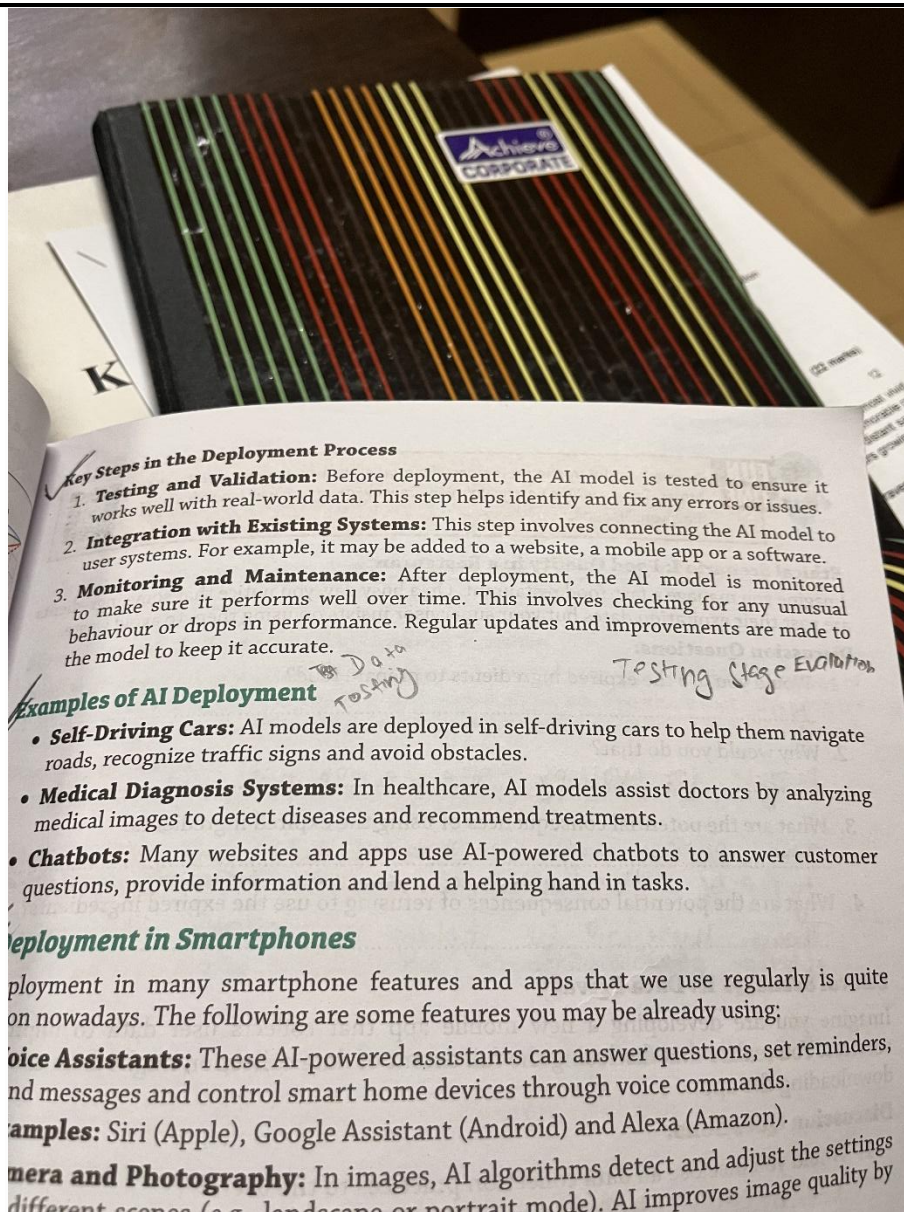 Achieve
CORPORATE
K
(22 marks)
12
Key Steps in the Deployment Process
1. Testing and Validation: Before deployment, the AI model is tested to ensure it
works well with real-world data. This step helps identify and fix any errors or issues.
2. Integration with Existing Systems: This step involves connecting the AI model to
user systems. For example, it may be added to a website, a mobile app or a software.
3. Monitoring and Maintenance: After deployment, the AI model is monitored
to make sure it performs well over time. This involves checking for any unusual
behaviour or drops in performance. Regular updates and improvements are made to
the model to keep it accurate.
Data
Testing
Testing Stage Evaluation
Examples of AI Deployment
• Self-Driving Cars: AI models are deployed in self-driving cars to help them navigate
roads, recognize traffic signs and avoid obstacles.
• Medical Diagnosis Systems: In healthcare, AI models assist doctors by analyzing
medical images to detect diseases and recommend treatments.
• Chatbots: Many websites and apps use AI-powered chatbots to answer customer
questions, provide information and lend a helping hand in tasks.
eployment in Smartphones
ployment in many smartphone features and apps that we use regularly is quite
on nowadays. The following are some features you may be already using:
oice Assistants: These AI-powered assistants can answer questions, set reminders,
nd messages and control smart home devices through voice commands.
amples: Siri (Apple), Google Assistant (Android) and Alexa (Amazon).
mera and Photography: In images, AI algorithms detect and adjust the settings
different scenes (e.g., landscape or portrait mode). AI improves image quality by